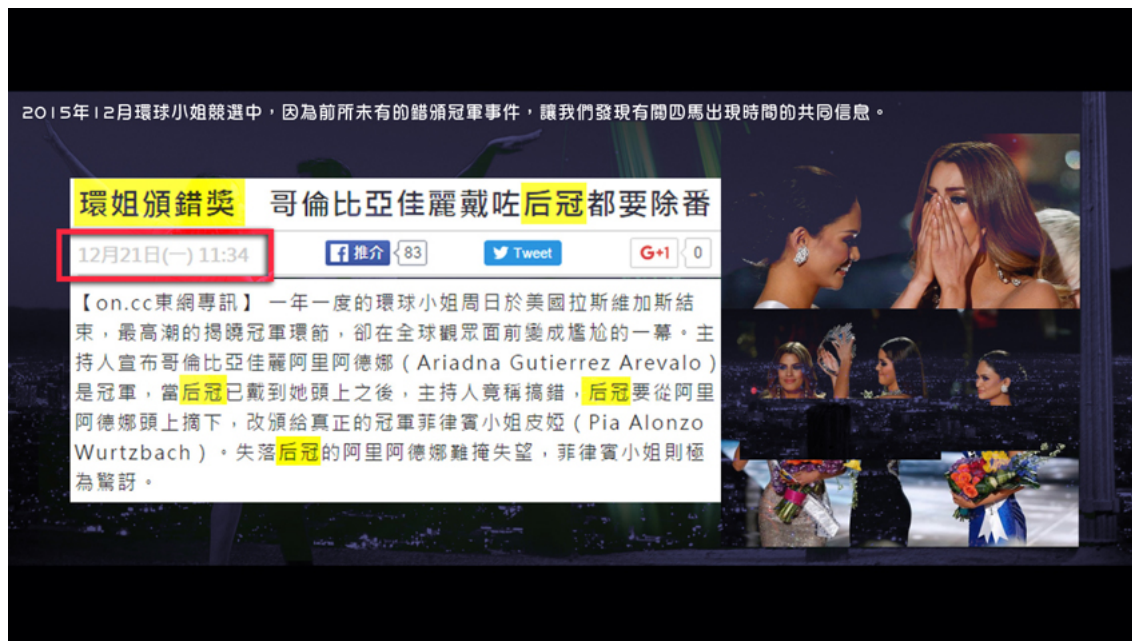 2015年12月環球小姐競選中，因為前所未有的錯頒冠軍事件，讓我們發現有關四馬出現時間的共同信息。
環姐頒錯獎　哥倫比亞佳麗戴咗后冠都要除番
12月21日(一) 11:34 推介 83 Tweet G+1 0
【on.cc東網專訊】 一年一度的環球小姐周日於美國拉斯維加斯結
束，最高潮的揭曉冠軍環節，卻在全球觀眾面前變成尷尬的一幕。主
持人宣布哥倫比亞佳麗阿里阿德娜（Ariadna Gutierrez Arevalo）
是冠軍，當后冠已戴到她頭上之後，主持人竟稱搞錯，后冠要從阿里
阿德娜頭上摘下，改頒給真正的冠軍菲律賓小姐皮婭（Pia Alonzo
Wurtzbach）。失落后冠的阿里阿德娜難掩失望，菲律賓小姐則極
為驚訝。